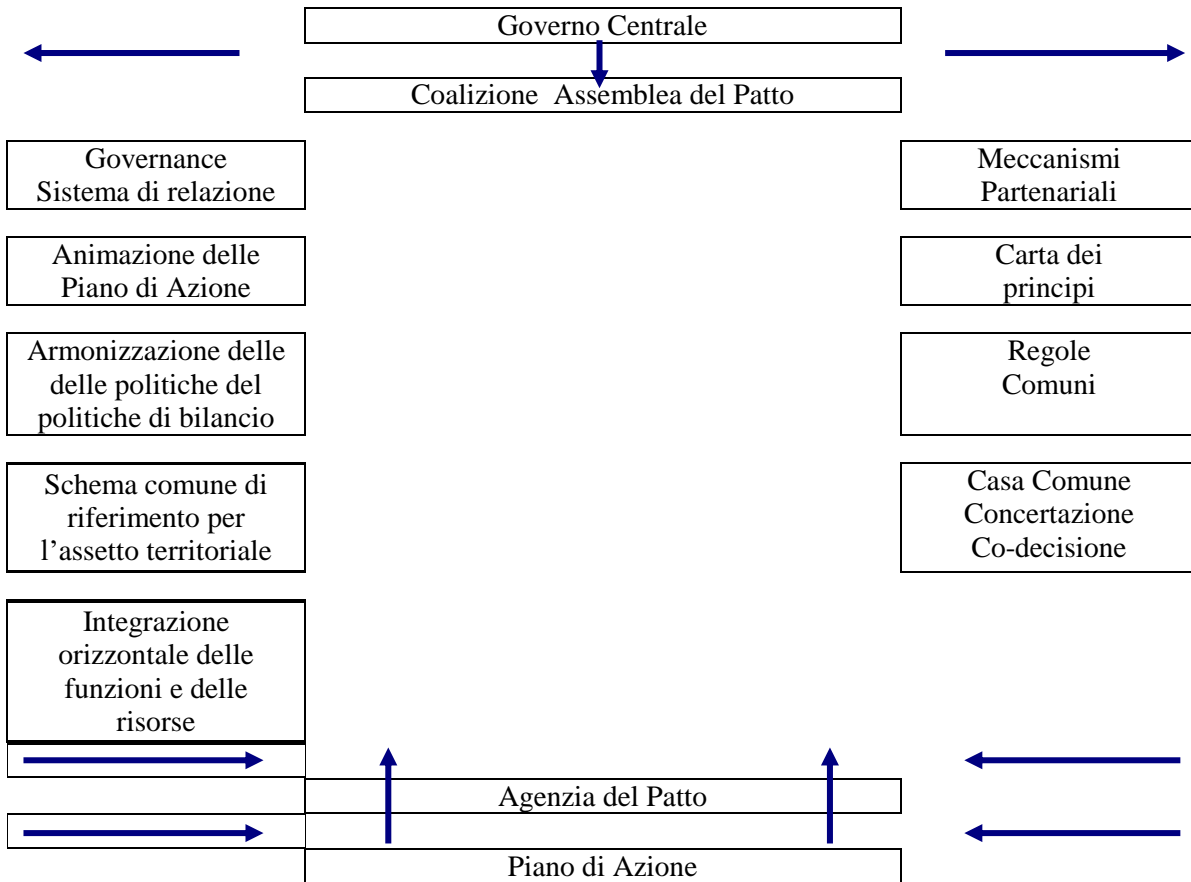 Governo Centrale
Coalizione Assemblea del Patto
Governance
Sistema di relazione
Meccanismi
Partenariali
Animazione delle
Piano di Azione
Carta dei
principi
Armonizzazione delle
delle politiche del
politiche di bilancio
Regole
Comuni
Schema comune di
riferimento per
l’assetto territoriale
Casa Comune
Concertazione
Co-decisione
Integrazione
orizzontale delle
funzioni e delle
risorse
Agenzia del Patto
Piano di Azione